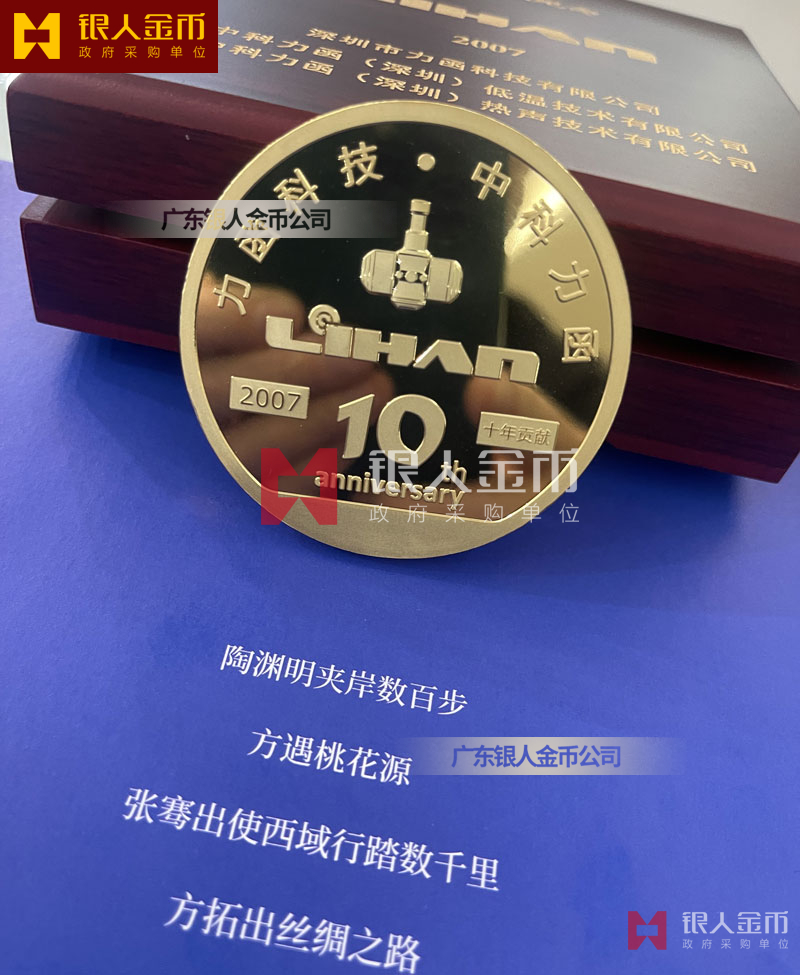 银人金币
政府采购单位
LIHAN
2007
深圳市力函科技有限公司
中科力函（深圳）低温技术有限公司
中科力函（深圳）热声技术有限公司
广东银人金币公司
力函科技·中科力函
LIHAN
2007
10th
十年贡献
anniversary
银人金币
政府采购单位
陶渊明夹岸数百步
方遇桃花源
广东银人金币公司
张骞出使西域行踏数千里
方拓出丝绸之路
银人金币
政府采购单位